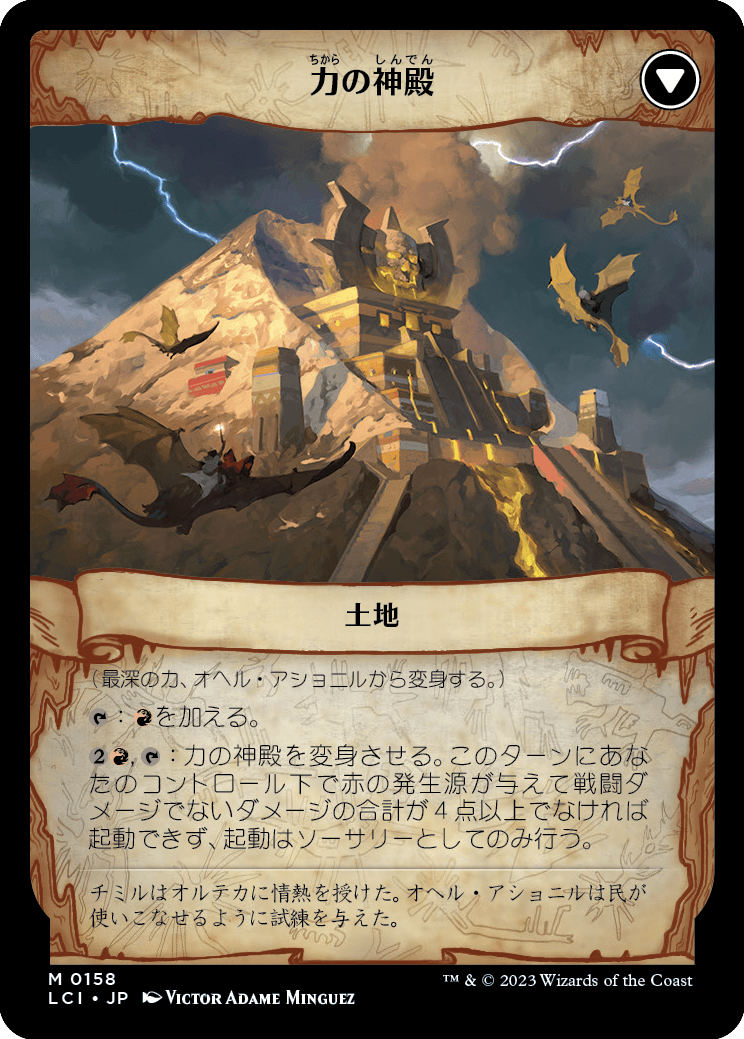 ちから しんでん
力の神殿
土地
（最深の力、オヘル・アショニルから変身する。）
：を加える。
2, ：力の神殿を変身させる。このターンにあな
たのコントロール下で赤の発生源が与えて戦闘ダ
メージでないダメージの合計が４点以上でなければ
起動できず、起動はソーサリーとしてのみ行う。
チミルはオルテカに情熱を授けた。オヘル・アショニルは民が
使いこなせるように試練を与えた。
M 0158
LCI • JP VICTOR ADAME MINGUEZ
™ & © 2023 Wizards of the Coast